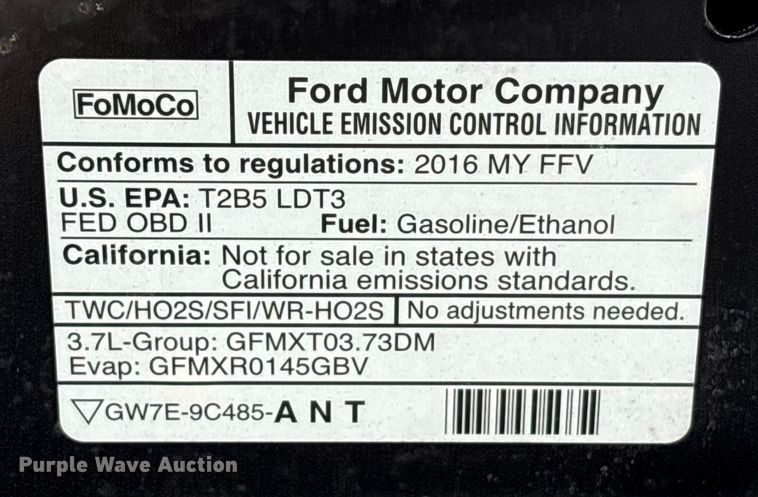 FoMoCo
Ford Motor Company
VEHICLE EMISSION CONTROL INFORMATION
Conforms to regulations: 2016 MY FFV
U.S. EPA: T2B5 LDT3
FED OBD II Fuel: Gasoline/Ethanol
California: Not for sale in states with
California emissions standards.
TWC/HO2S/SFI/WR-HO2S No adjustments needed.
3.7L-Group: GFMXT03.73DM
Evap: GFMXR0145GBV
GW7E-9C485-A N T
Purple Wave Auction